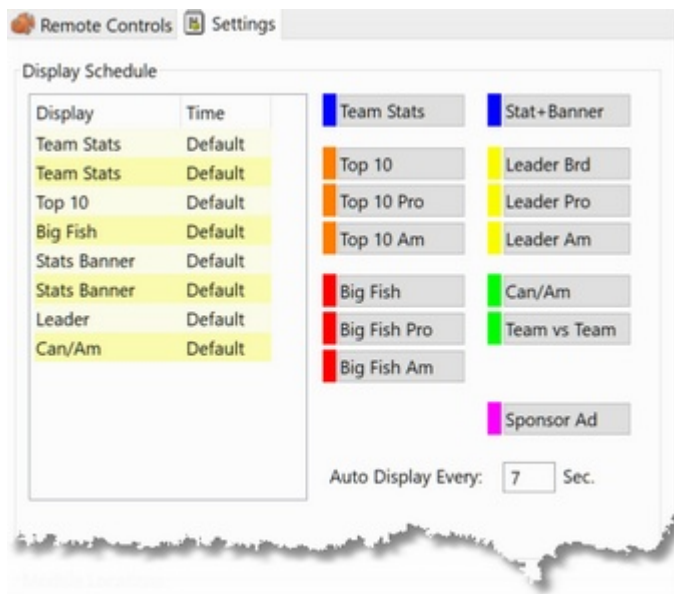 Remote Controls Settings
Display Schedule
Display Time
Team Stats Default
Team Stats Default
Top 10 Default
Big Fish Default
Stats Banner Default
Stats Banner Default
Leader Default
Can/Am Default
Team Stats Stat+Banner
Top 10 Leader Brd
Top 10 Pro Leader Pro
Top 10 Am Leader Am
Big Fish Can/Am
Big Fish Pro Team vs Team
Big Fish Am
Sponsor Ad
Auto Display Every: 7 Sec.